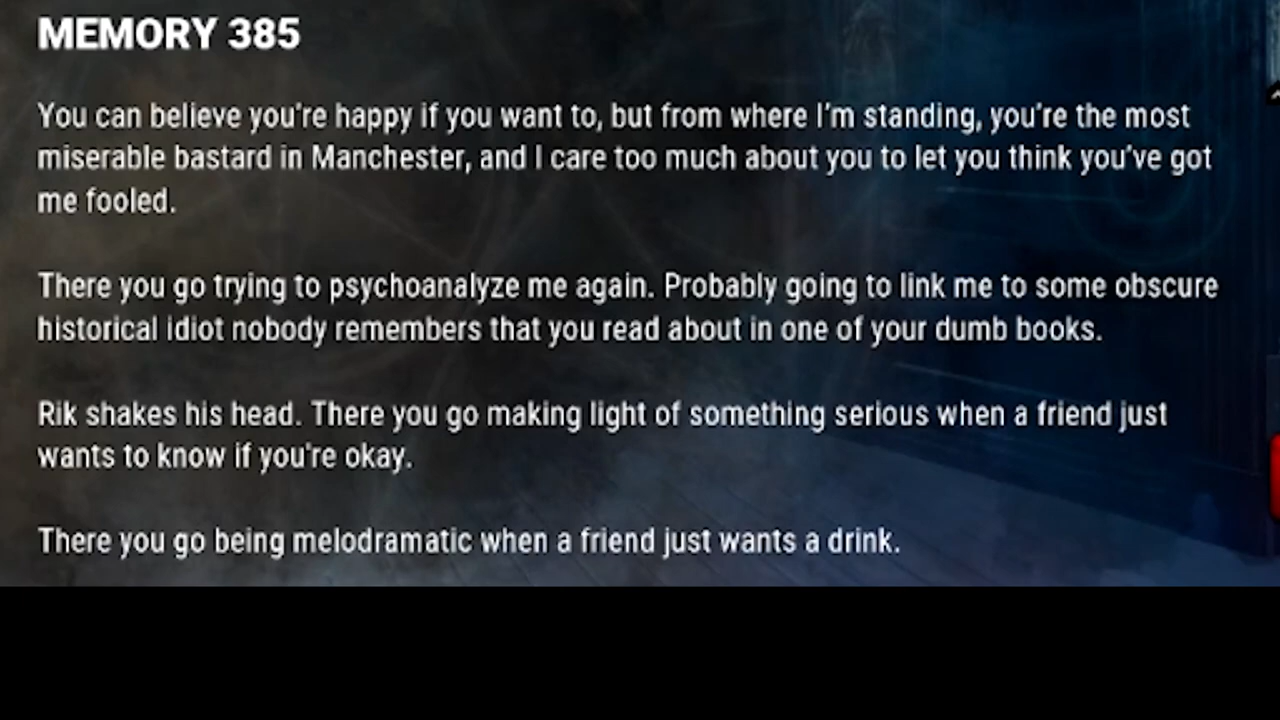 MEMORY 385
You can believe you're happy if you want to, but from where I'm standing, you're the most
miserable bastard in Manchester, and I care too much about you to let you think you've got
me fooled.
There you go trying to psychoanalyze me again. Probably going to link me to some obscure
historical idiot nobody remembers that you read about in one of your dumb books.
Rik shakes his head. There you go making light of something serious when a friend just
wants to know if you're okay.
There you go being melodramatic when a friend just wants a drink.